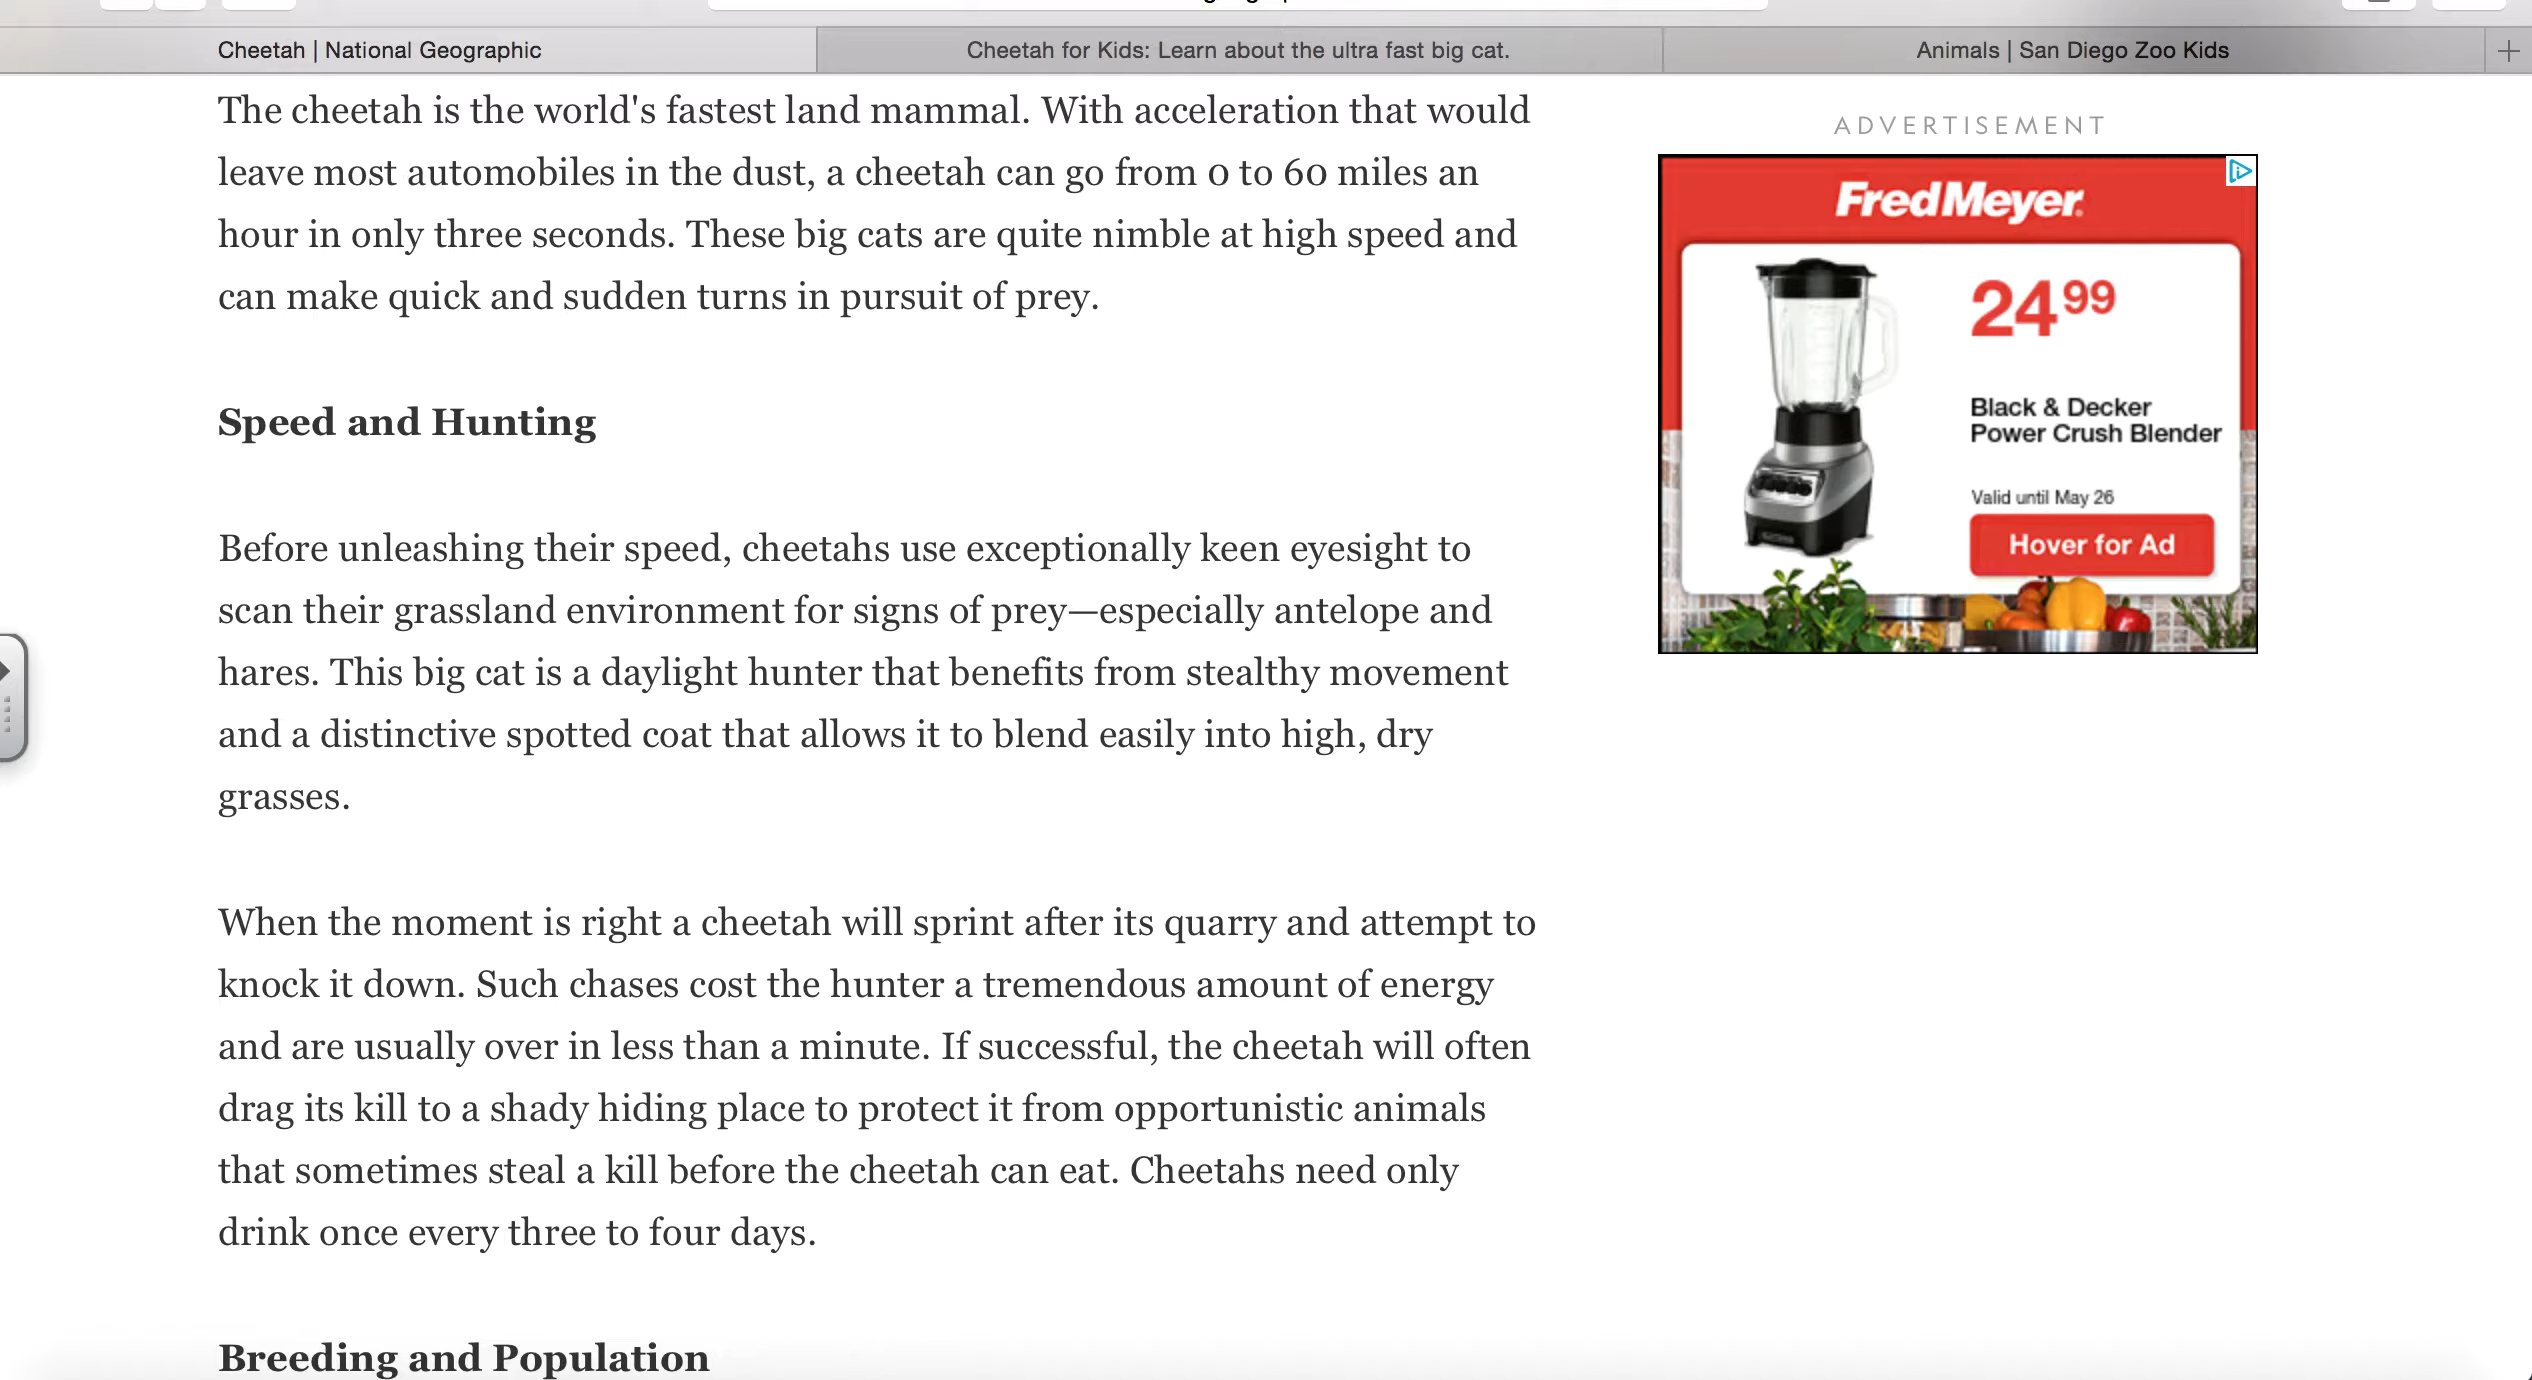 Cheetah | National Geographic
Cheetah for Kids: Learn about the ultra fast big cat.
Animals | San Diego Zoo Kids
The cheetah is the world's fastest land mammal. With acceleration that would
leave most automobiles in the dust, a cheetah can go from 0 to 60 miles an
hour in only three seconds. These big cats are quite nimble at high speed and
can make quick and sudden turns in pursuit of prey.
Speed and Hunting
Before unleashing their speed, cheetahs use exceptionally keen eyesight to
scan their grassland environment for signs of prey—especially antelope and
hares. This big cat is a daylight hunter that benefits from stealthy movement
and a distinctive spotted coat that allows it to blend easily into high, dry
grasses.
When the moment is right a cheetah will sprint after its quarry and attempt to
knock it down. Such chases cost the hunter a tremendous amount of energy
and are usually over in less than a minute. If successful, the cheetah will often
drag its kill to a shady hiding place to protect it from opportunistic animals
that sometimes steal a kill before the cheetah can eat. Cheetahs need only
drink once every three to four days.
Breeding and Population
ADVERTISEMENT
FredMeyer.
24 99
Black & Decker
Power Crush Blender
Valid until May 26
Hover for Ad